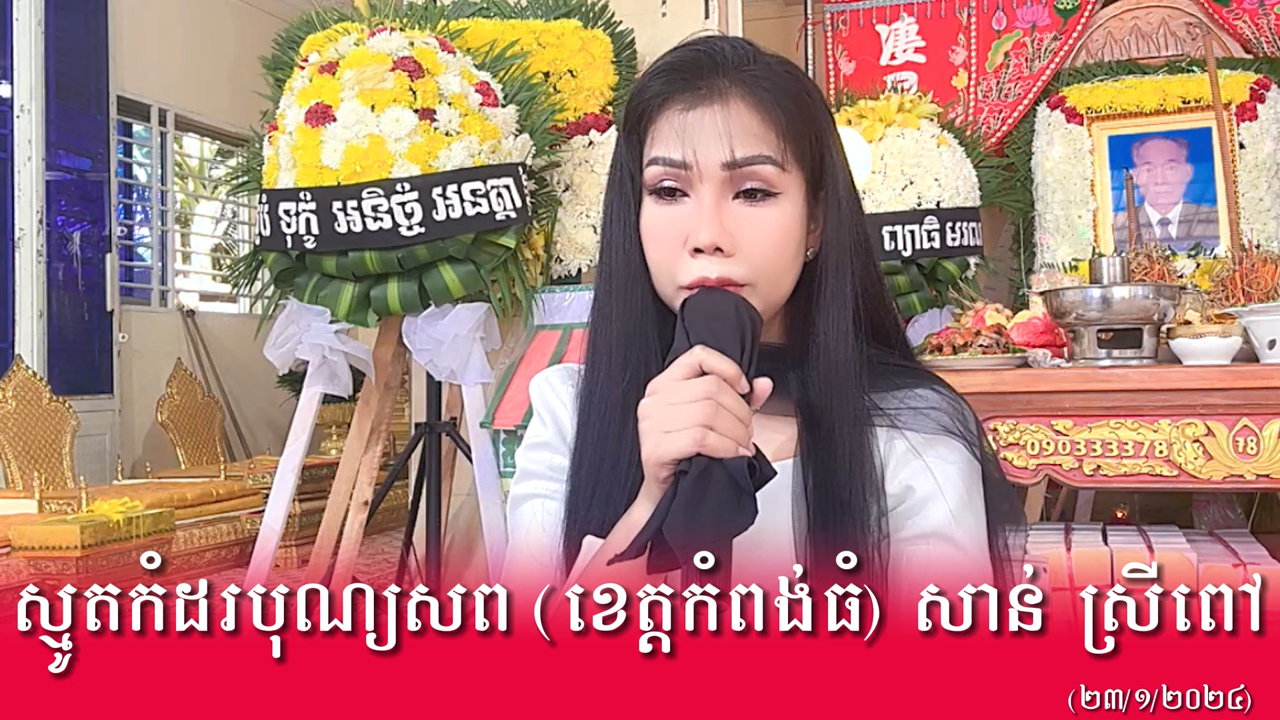 ទុក្ខំ អនិច្ចំ អនត្តា
ព្យាធិ មរណ
090333378
78
ស្មូតកំដរបុណ្យសព (ខេត្តកំពង់ធំ) សាន់ ស្រីពៅ
(២៣/១/២០២៤)